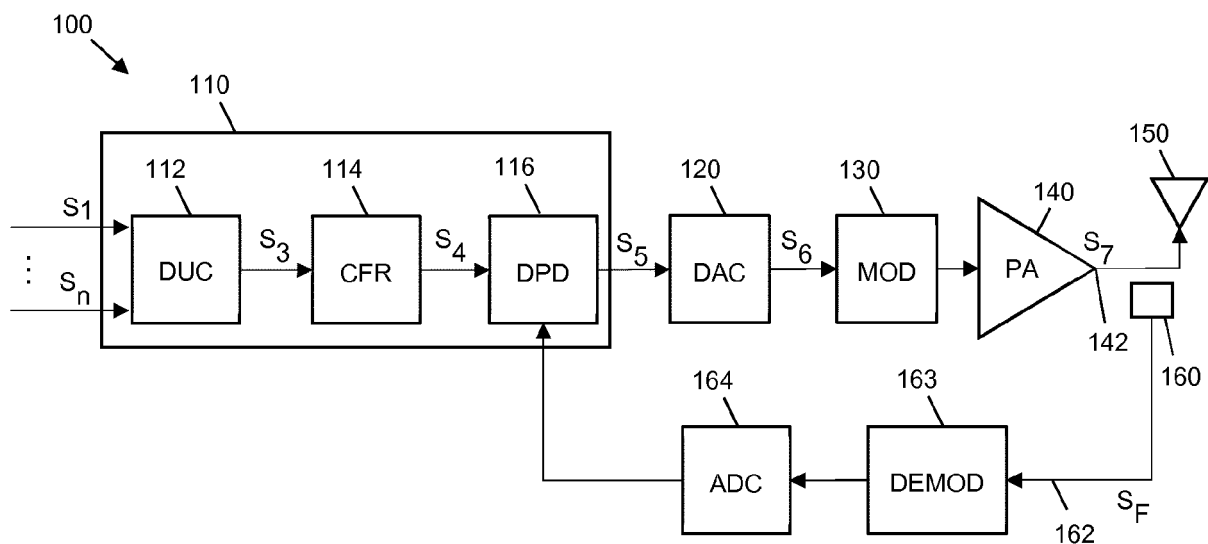 100
110
150
112
114
116
120
130
140
S1
S3
S4
S5
S6
S7
⋮
DUC
CFR
DPD
DAC
MOD
PA
Sn
142
160
164
163
ADC
DEMOD
SF
162